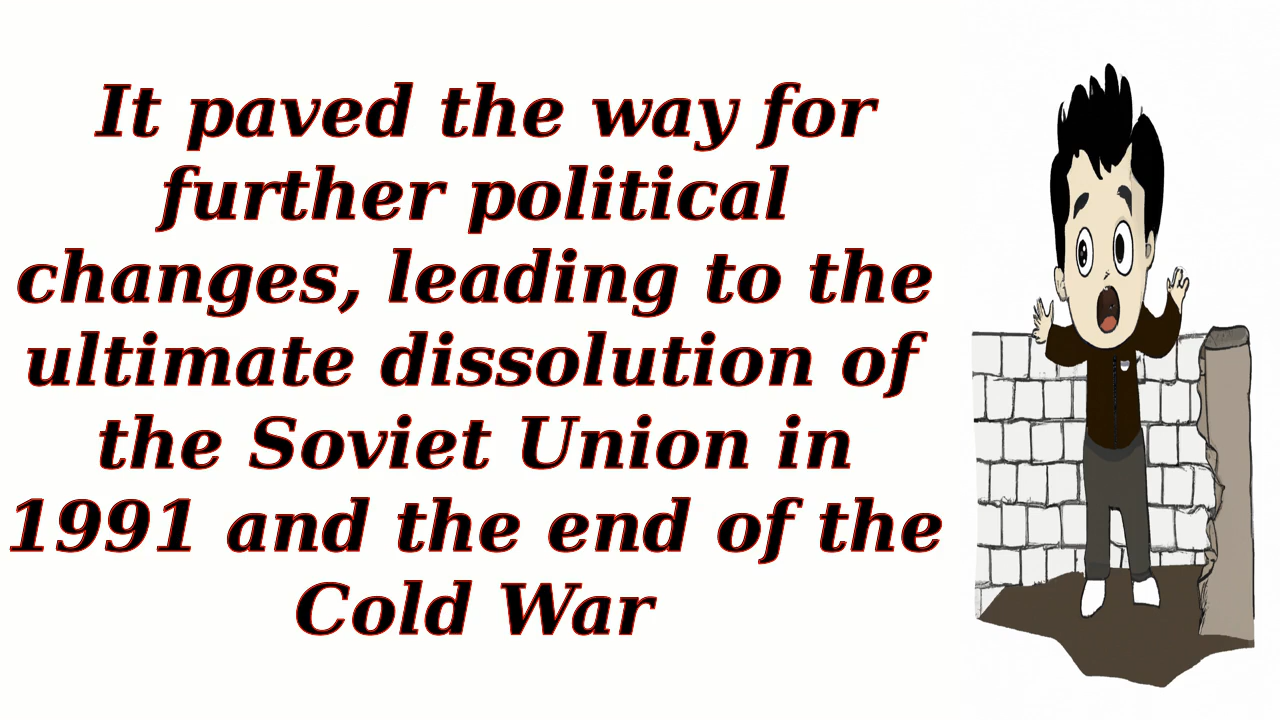 It paved the way for
further political
changes, leading to the
ultimate dissolution of
the Soviet Union in
1991 and the end of the
Cold War